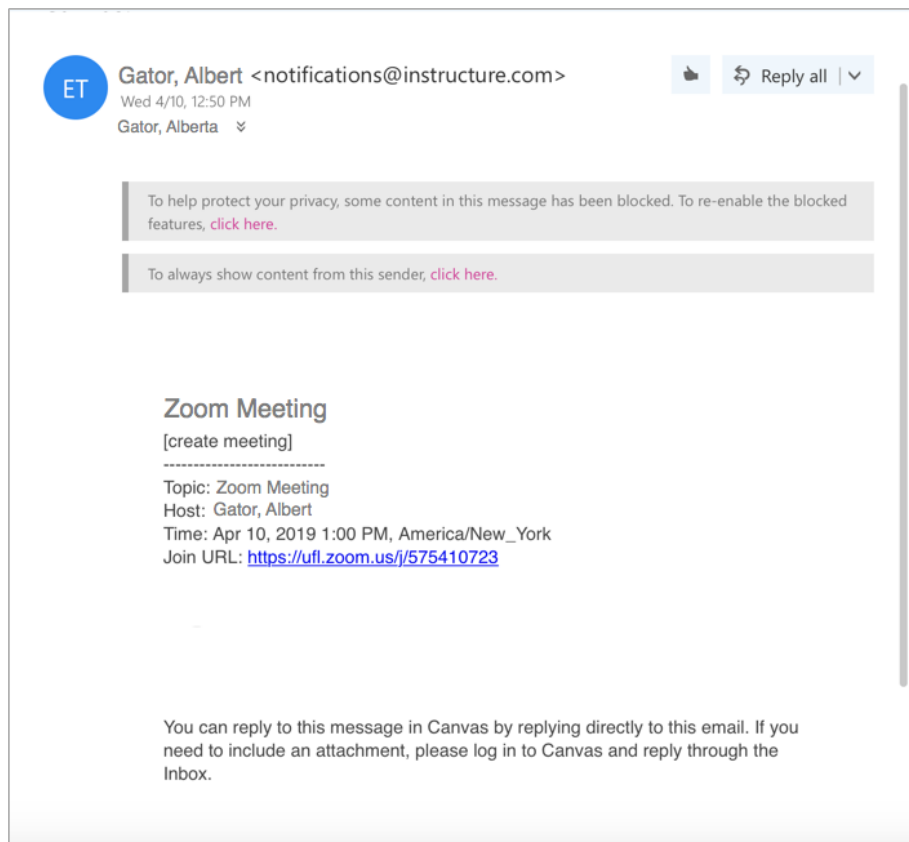 ET
Gator, Albert <notifications@instructure.com>
Reply all
Wed 4/10, 12:50 PM
Gator, Alberta
To help protect your privacy, some content in this message has been blocked. To re-enable the blocked
features, click here.
To always show content from this sender, click here.
Zoom Meeting
[create meeting]
---------------------------
Topic: Zoom Meeting
Host: Gator, Albert
Time: Apr 10, 2019 1:00 PM, America/New_York
Join URL: https://ufl.zoom.us/j/575410723
You can reply to this message in Canvas by replying directly to this email. If you
need to include an attachment, please log in to Canvas and reply through the
Inbox.